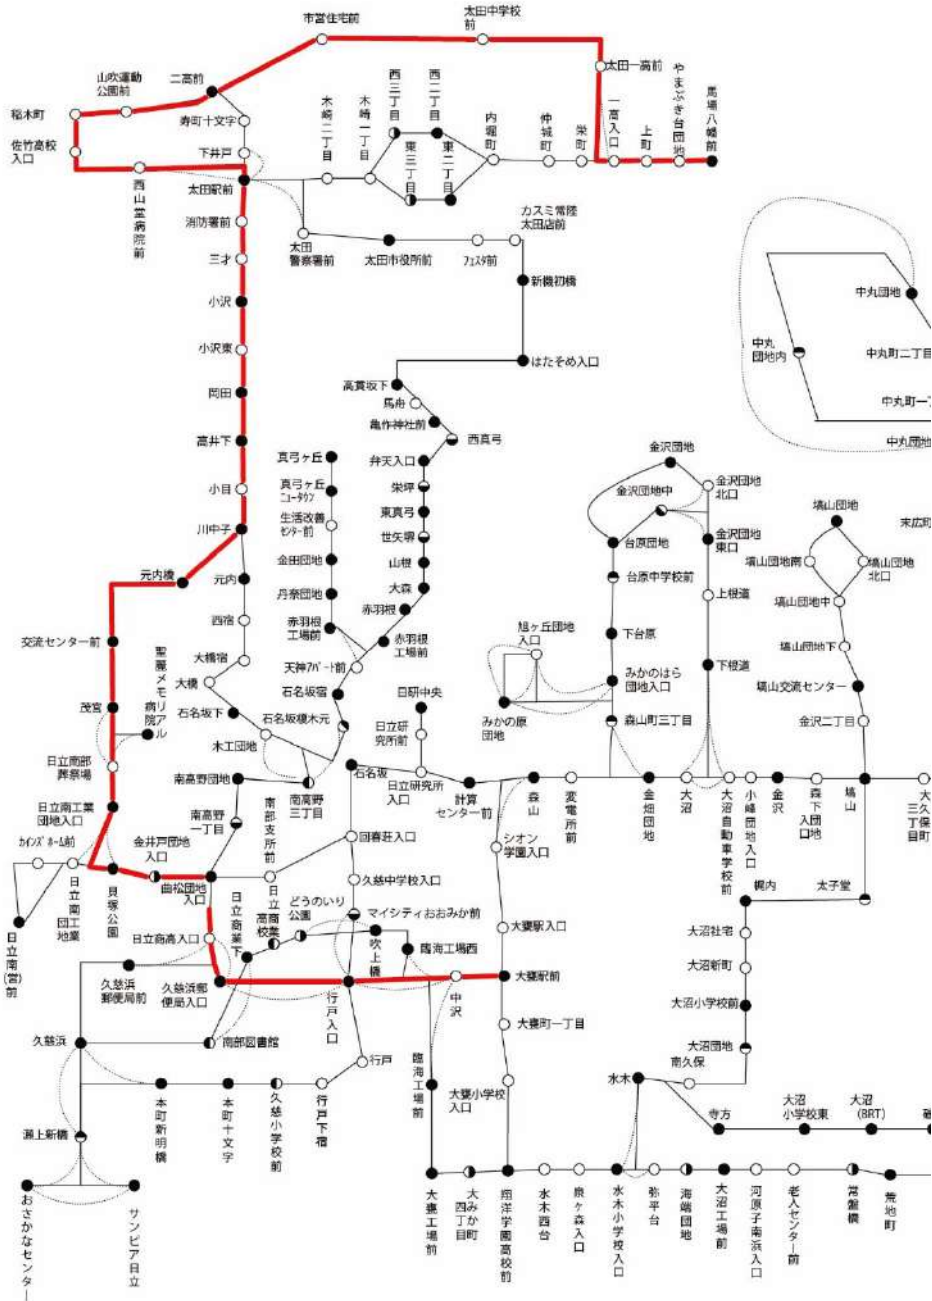 市営住宅前
太田中学校
前
山吹運動
公園前
二高前
太田一高前
稲木町
寿町十文字
佐竹高校
入口
下井戸
西山堂病院前
太田駅前
木崎二丁目
木崎一丁目
西三丁目
西二丁目
東三丁目
東二丁目
内堀町
仲城町
栄町
一高入口
上町
やまぶき台団地
馬場八幡前
消防署前
三才
小沢
小沢東
岡田
高井下
小目
川中子
太田
警察署前
太田市役所前
フェスタ前
カスミ常陸
太田店前
新機初橋
はたそめ入口
高貫坂下
馬舟
亀作神社前
西真弓
弁天入口
栄坪
東真弓
世矢堺
山根
大森
赤羽根
赤羽根
工場前
真弓ヶ丘
真弓ヶ丘
ニュータウン
生活改善
センター前
金田団地
丹奈団地
赤羽根
工場前
天神アパート前
石名坂宿
石名坂榎木元
元内橋
元内
西宿
大橋宿
大橋
石名坂下
木工団地
交流センター前
聖麗メモリアル病院
茂宮
日立南部
葬祭場
日立南工業
団地入口
カインズホーム前
日立南工業団地
日立南(営)前
貝塚公園
金井戸団地
入口
曲松団地
入口
南高野団地
南高野
一丁目
南部支所前
南高野
三丁目
石名坂
日研中央
日立研
究所前
日立研究所
入口
計算
センター前
回春荘入口
久慈中学校入口
日立商高入口
日立商業下
高商校業
どうのいり
公園
マイシティおおみか前
吹上橋
臨海工場西
久慈浜
郵便局前
久慈浜郵
便局入口
行戸入口
中沢
大甕駅前
大甕駅入口
シオン
学園入口
大甕町一丁目
大甕小学校
入口
臨海工場前
久慈浜
南部図書館
行戸
本町新明橋
本町十文字
久慈小学校前
行戸下宿
瀬上新橋
おさかなセンター
サンピア日立
大甕工場前
大みか町
四丁目
翔洋学園高校前
水木西台
泉ヶ森入口
水木小学校入口
弥平台
海端団地
大沼工場前
河原子南浜入口
老人センター前
常盤橋
荒地町
中丸団地
中丸
団地内
中丸町二丁目
中丸町一丁
中丸団地
金沢団地
金沢団地中
金沢団地
北口
金沢団地
東口
台原団地
台原中学校前
上根道
下台原
下根道
旭ヶ丘団地
入口
みかのはら
団地入口
みかの原
団地
森山町三丁目
塙山団地
末広町
塙山団地南
塙山団地
北口
塙山団地中
塙山団地下
塙山交流センター
金沢二丁目
森山
変電所前
金畑団地
大沼
大沼自動車学校前
小峰団地入口
金沢
森下団地入口
塙山
大久保町
三丁目
梶内
太子堂
大沼社宅
大沼新町
大沼小学校前
大沼団地
南久保
水木
寺方
大沼
小学校東
大沼
(BRT)